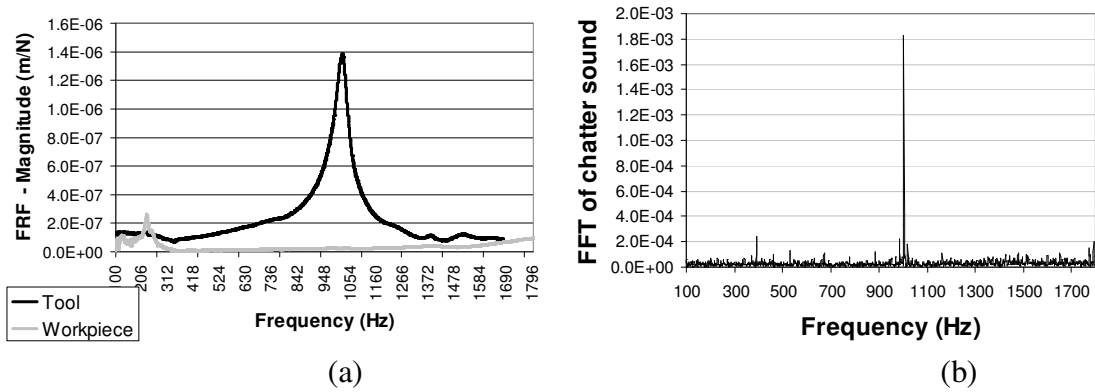 FRF - Magnitude (m/N)
1.6E-06
1.4E-06
1.2E-06
1.0E-06
8.0E-07
6.0E-07
4.0E-07
2.0E-07
0.0E+00
100
206
312
418
524
630
736
842
948
1054
1160
1266
1372
1478
1584
1690
1796
Frequency (Hz)
Tool
Workpiece
(a)
FFT of chatter sound
2.0E-03
1.8E-03
1.6E-03
1.4E-03
1.2E-03
1.0E-03
8.0E-04
6.0E-04
4.0E-04
2.0E-04
0.0E+00
100 300 500 700 900 1100 1300 1500 1700
Frequency (Hz)
(b)